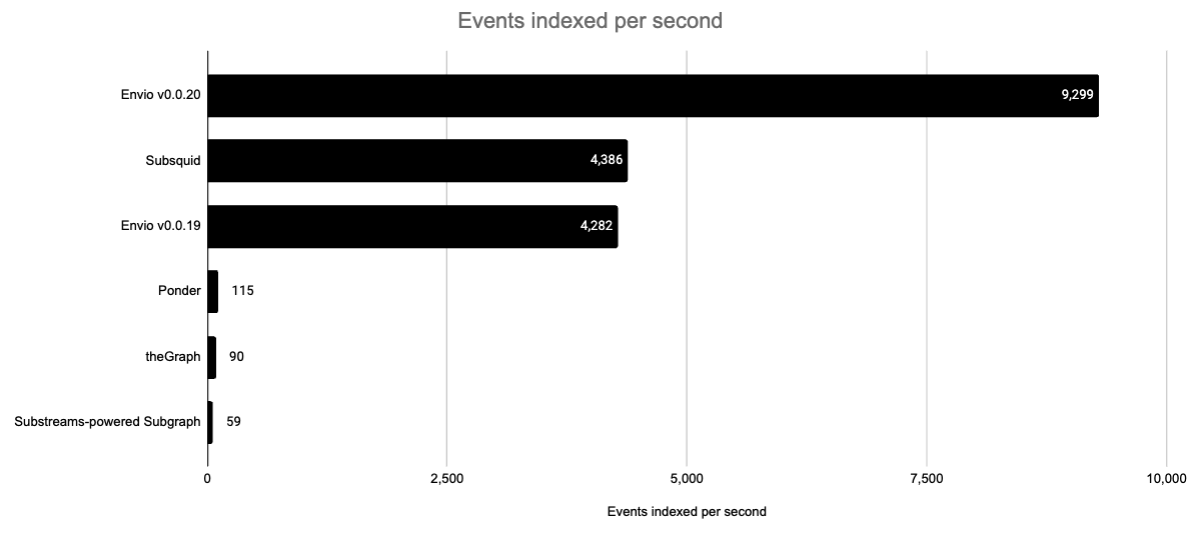 Events indexed per second
Envio v0.0.20
9,299
Subsquid
4,386
Envio v0.0.19
4,282
Ponder
115
theGraph
90
Substreams-powered Subgraph
59
0
2,500
5,000
7,500
10,000
Events indexed per second